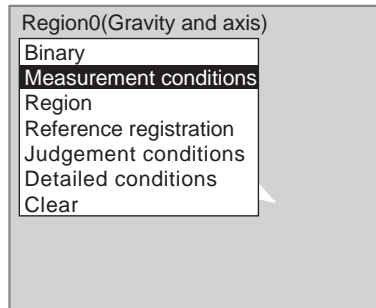 Region0(Gravity and axis)
Binary
Measurement conditions
Region
Reference registration
Judgement conditions
Detailed conditions
Clear